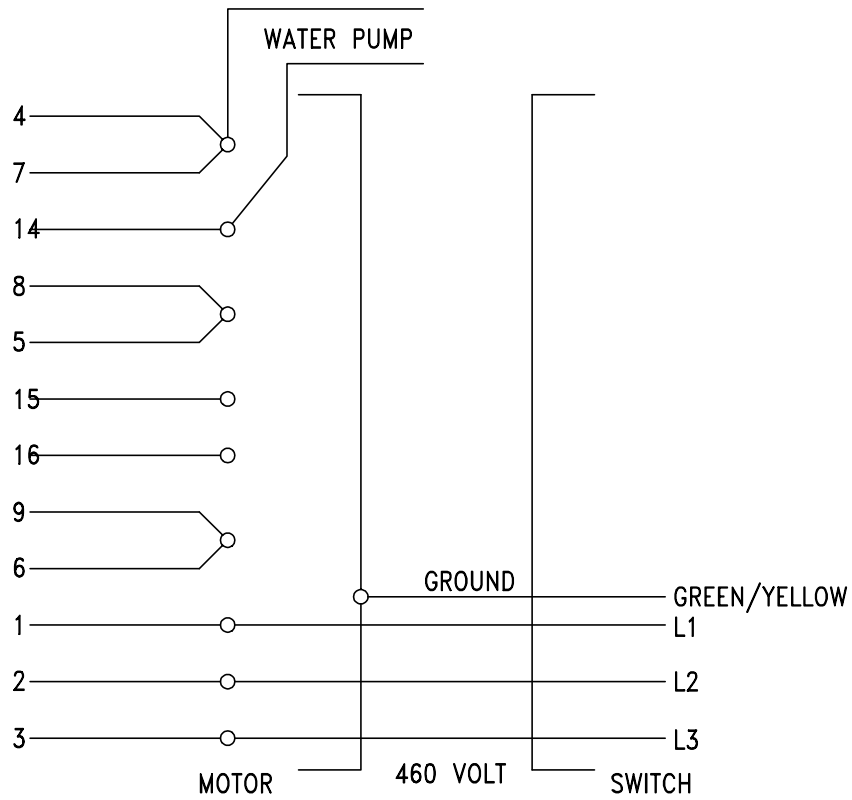 WATER PUMP
4
7
14
8
5
15
16
9
6
GROUND
GREEN/YELLOW
1
L1
2
L2
3
L3
MOTOR
460 VOLT
SWITCH